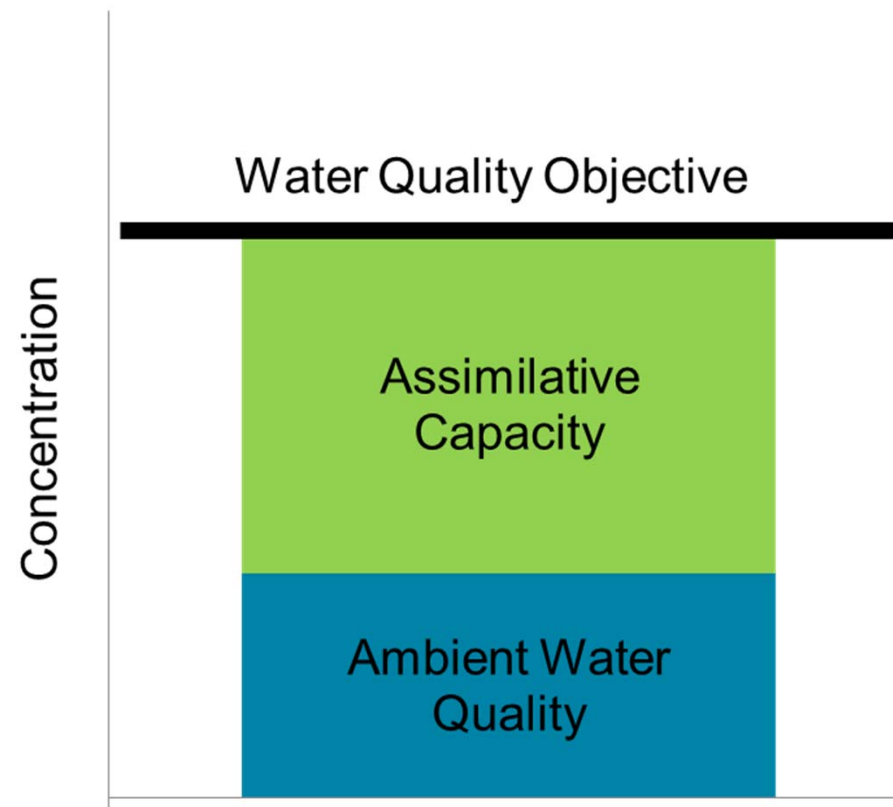 Water Quality Objective
Concentration
Assimilative
Capacity
Ambient Water
Quality